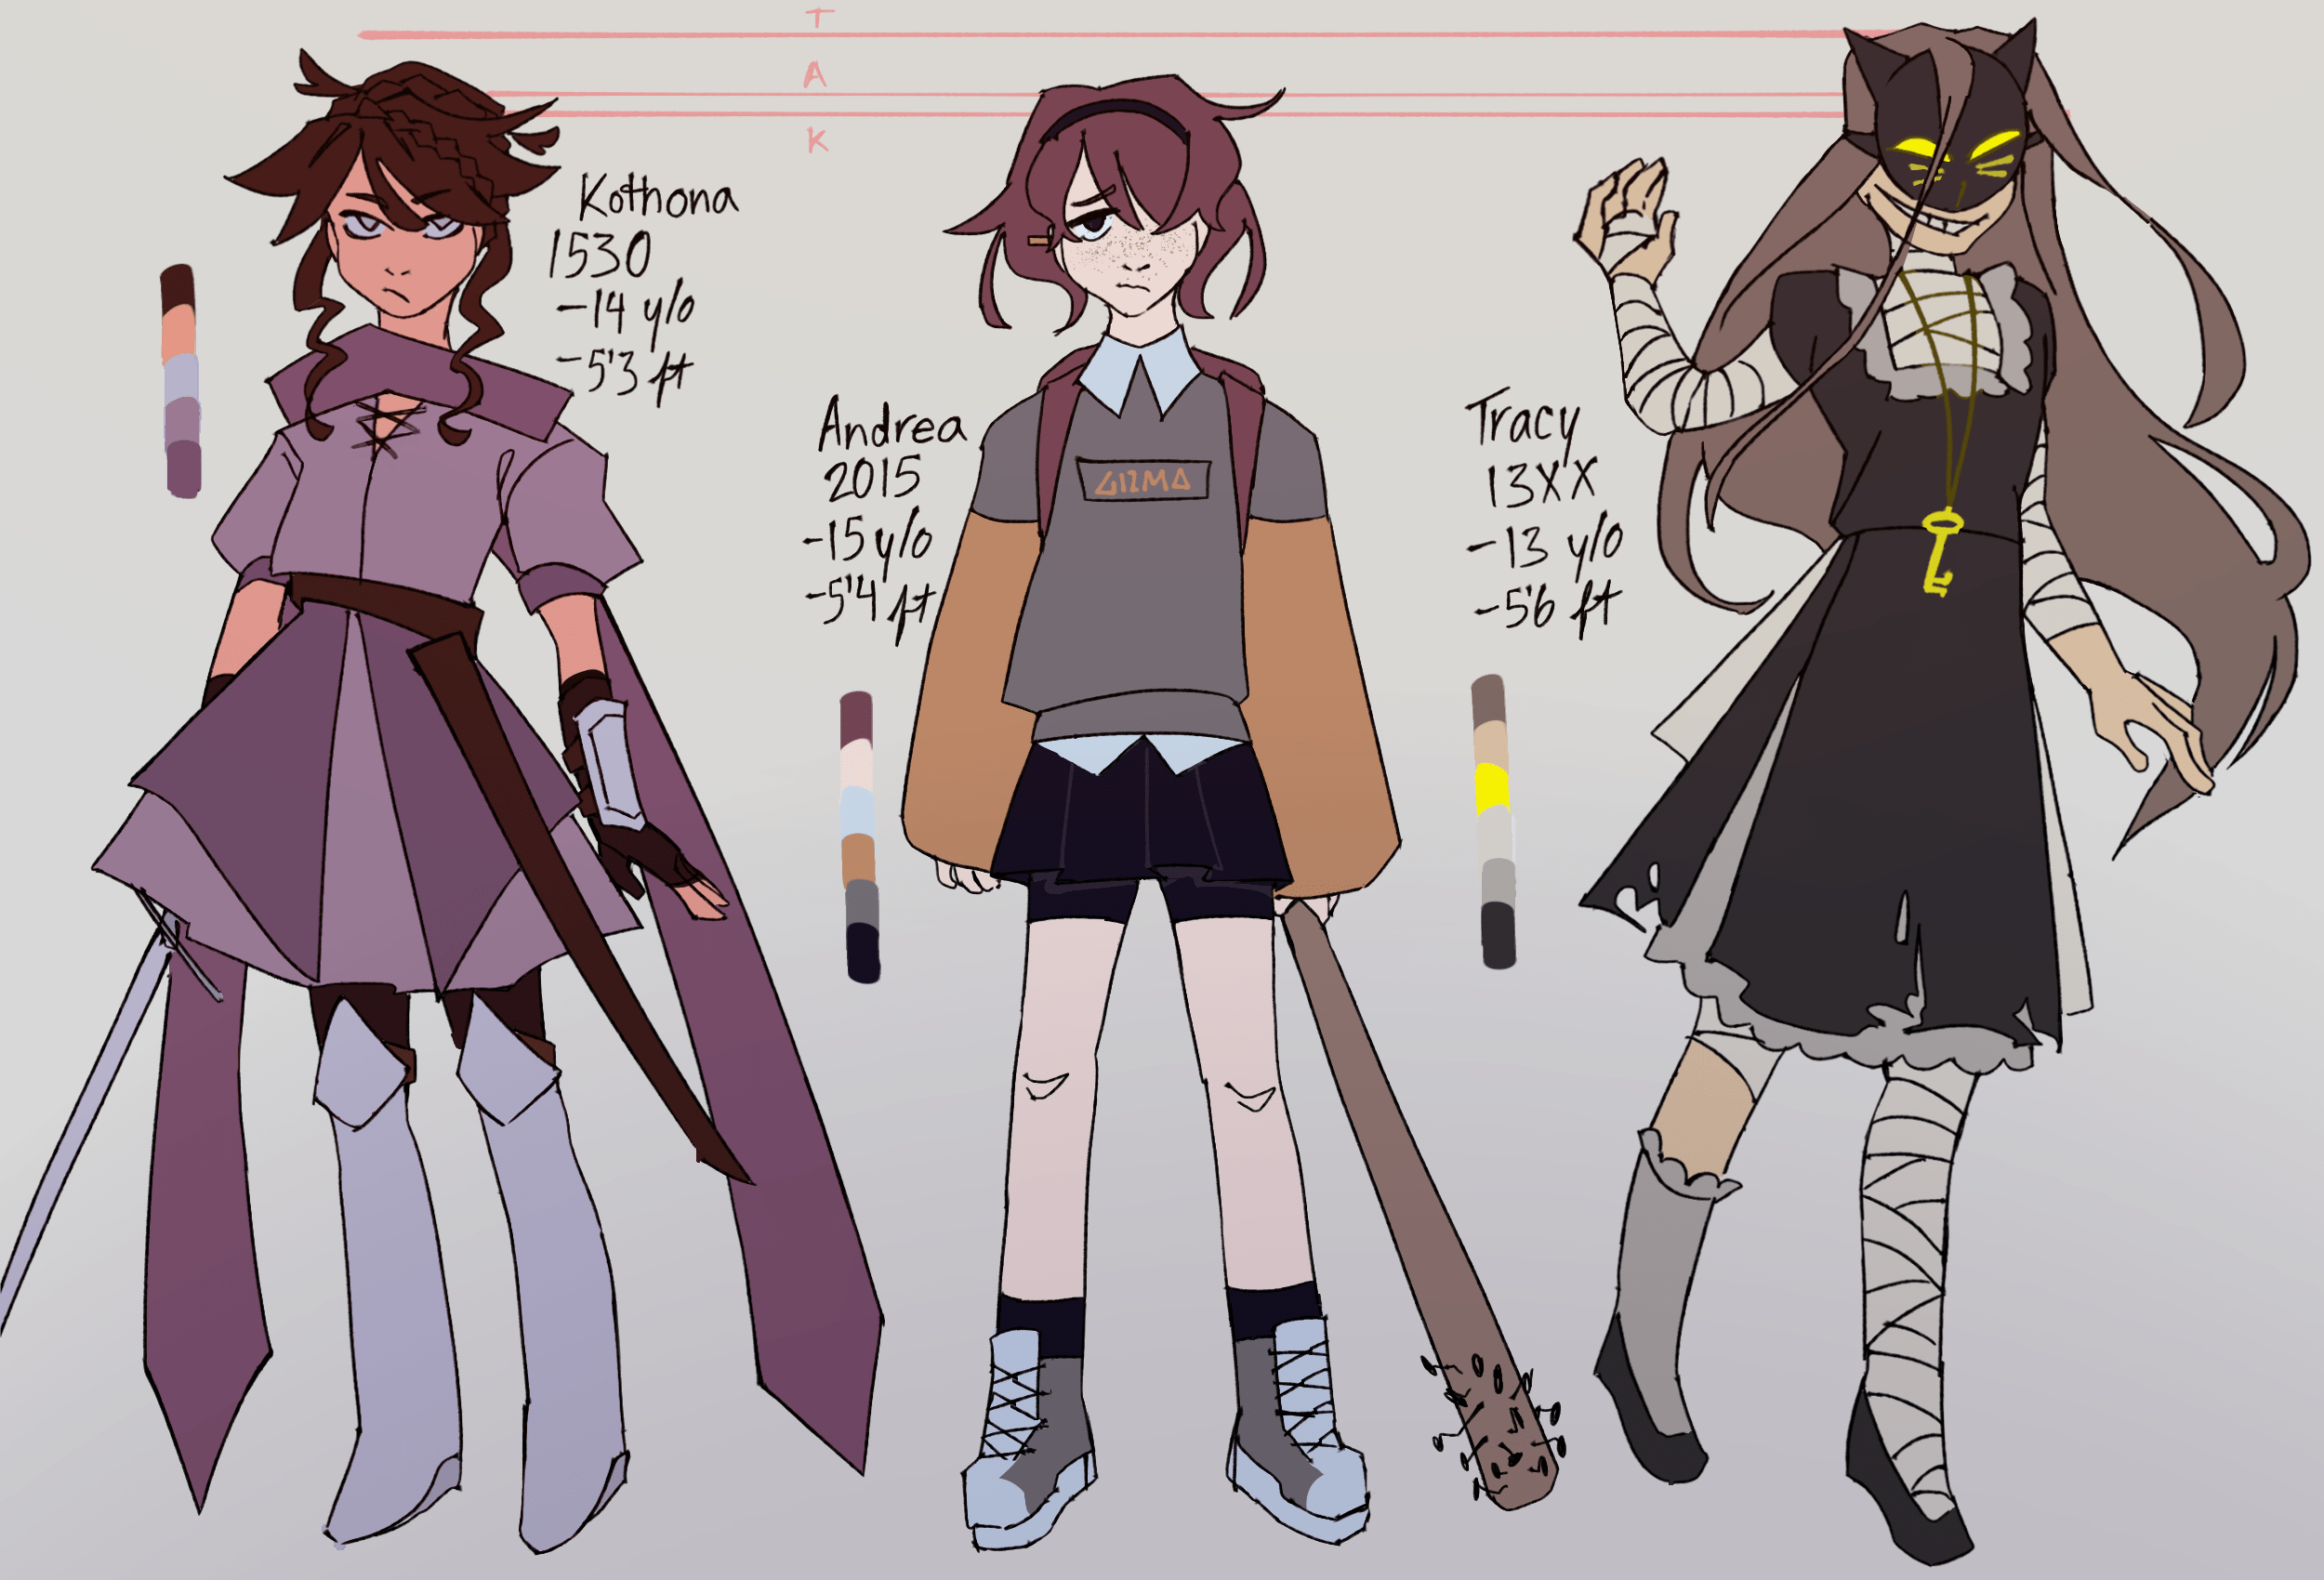 T
A
K
Kothona
1530
-14 y/o
-5'3 ft
Andrea
2015
-15 y/o
-5'4 ft
Tracy
13XX
-13 y/o
-5'6 ft